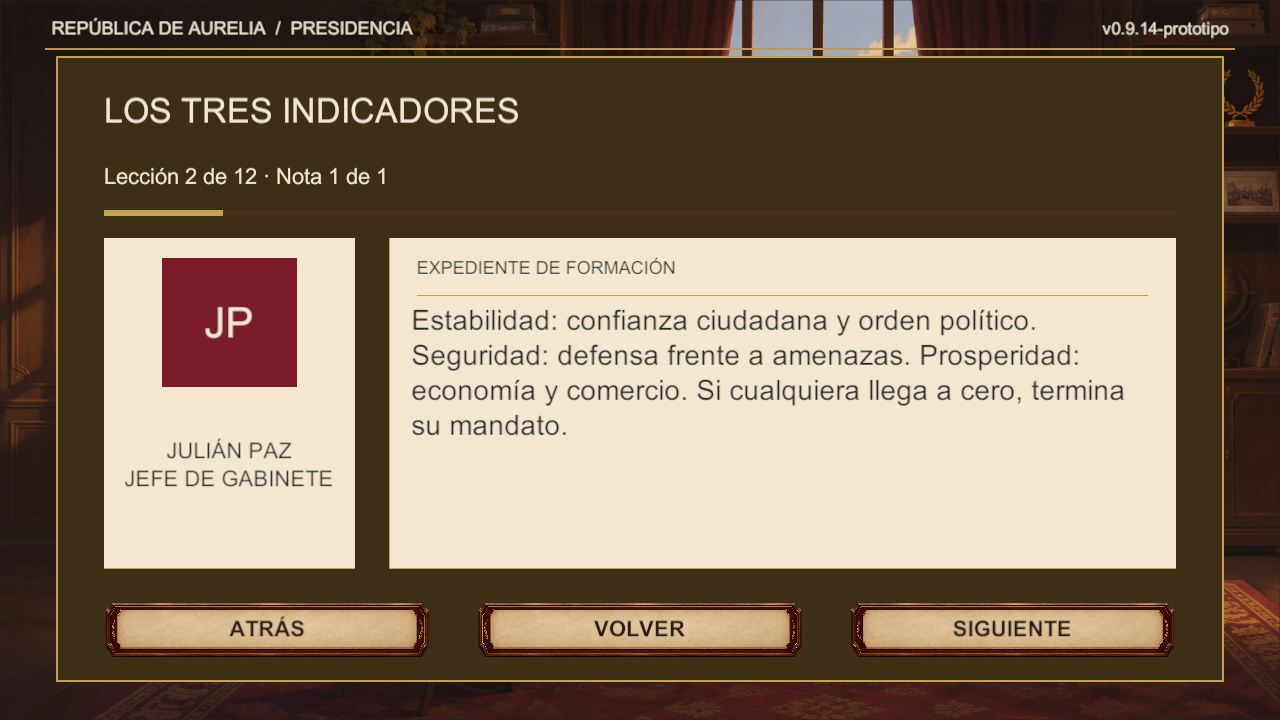 REPÚBLICA DE AURELIA / PRESIDENCIA
v0.9.14-prototipo
LOS TRES INDICADORES
Lección 2 de 12 · Nota 1 de 1
JP
JULIÁN PAZ
JEFE DE GABINETE
EXPEDIENTE DE FORMACIÓN
Estabilidad: confianza ciudadana y orden político.
Seguridad: defensa frente a amenazas. Prosperidad:
economía y comercio. Si cualquiera llega a cero, termina
su mandato.
ATRÁS
VOLVER
SIGUIENTE